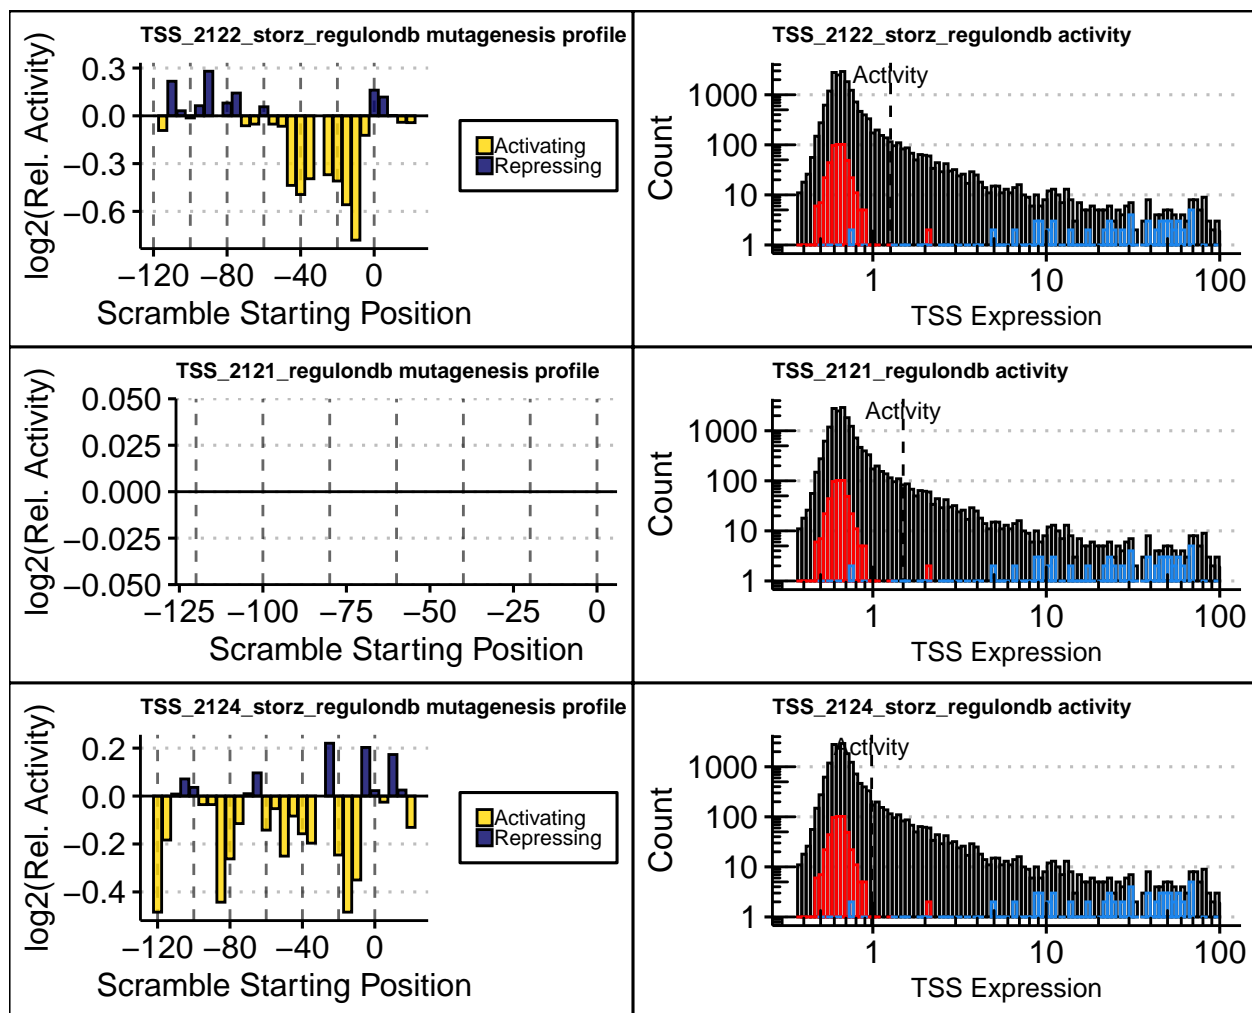 TSS_2122_storz_regulondb mutagenesis profile
log2(Rel. Activity)
0.3
0.0
−0.3
−0.6
−120
−80
−40
0
Scramble Starting Position
Activating
Repressing
TSS_2122_storz_regulondb activity
Activity
Count
1000
100
10
1
1
10
100
TSS Expression
TSS_2121_regulondb mutagenesis profile
log2(Rel. Activity)
0.050
0.025
0.000
−0.025
−0.050
−125
−100
−75
−50
−25
0
Scramble Starting Position
TSS_2121_regulondb activity
Activity
Count
1000
100
10
1
1
10
100
TSS Expression
TSS_2124_storz_regulondb mutagenesis profile
log2(Rel. Activity)
0.2
0.0
−0.2
−0.4
−120
−80
−40
0
Scramble Starting Position
Activating
Repressing
TSS_2124_storz_regulondb activity
Activity
Count
1000
100
10
1
1
10
100
TSS Expression